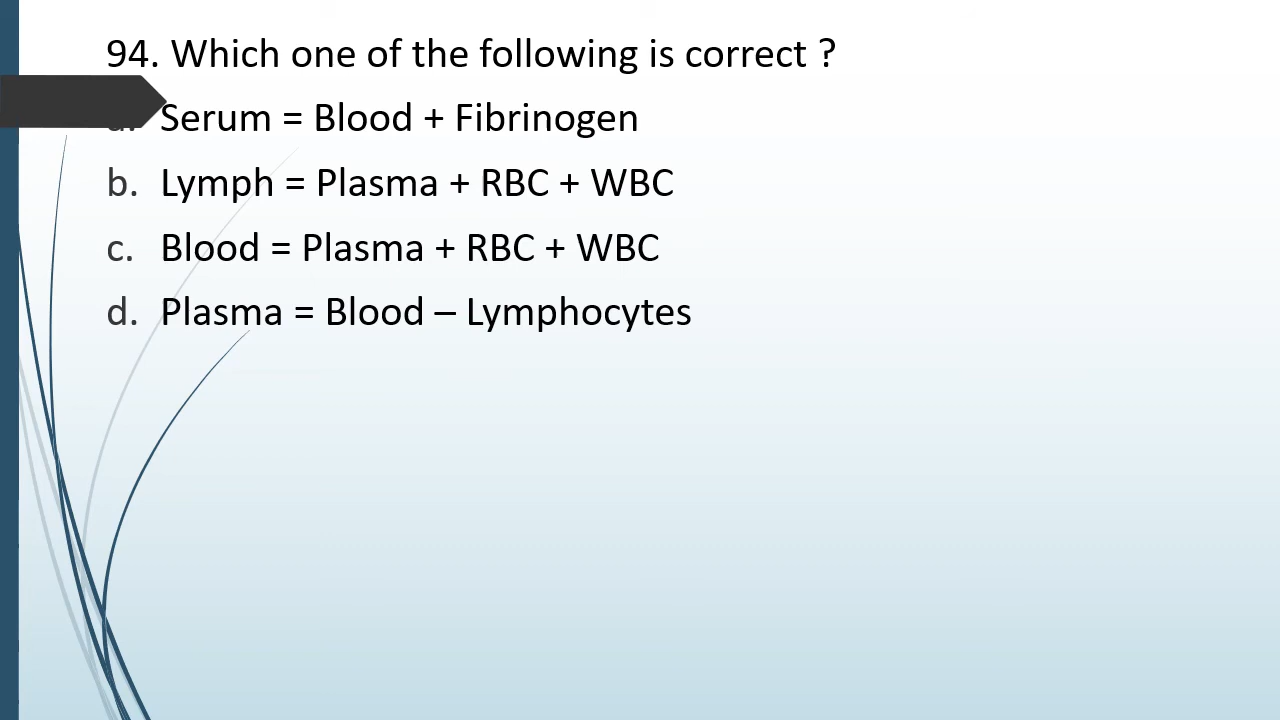 94. Which one of the following is correct ?
Serum = Blood + Fibrinogen
b. Lymph = Plasma + RBC + WBC
c. Blood = Plasma + RBC + WBC
d. Plasma = Blood – Lymphocytes